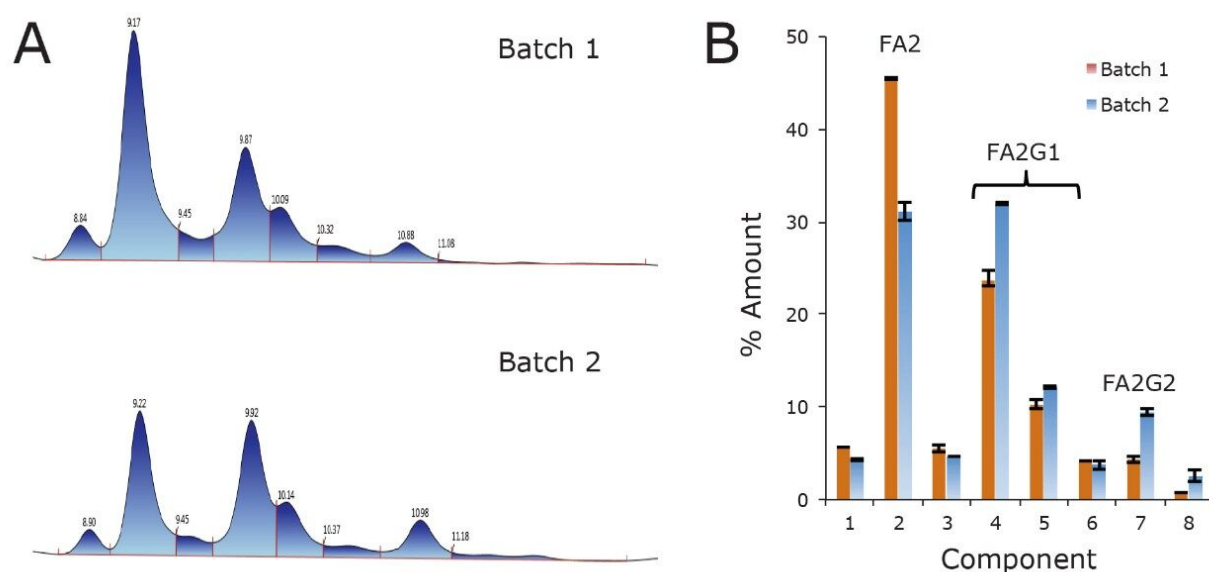 A
Batch 1
8.84
9.17
9.45
9.87
10.09
10.32
10.88
11.08
Batch 2
8.90
9.22
9.45
9.92
10.14
10.37
10.98
11.18
B
% Amount
50
40
30
20
10
0
FA2
FA2G1
FA2G2
Batch 1
Batch 2
1 2 3 4 5 6 7 8
Component